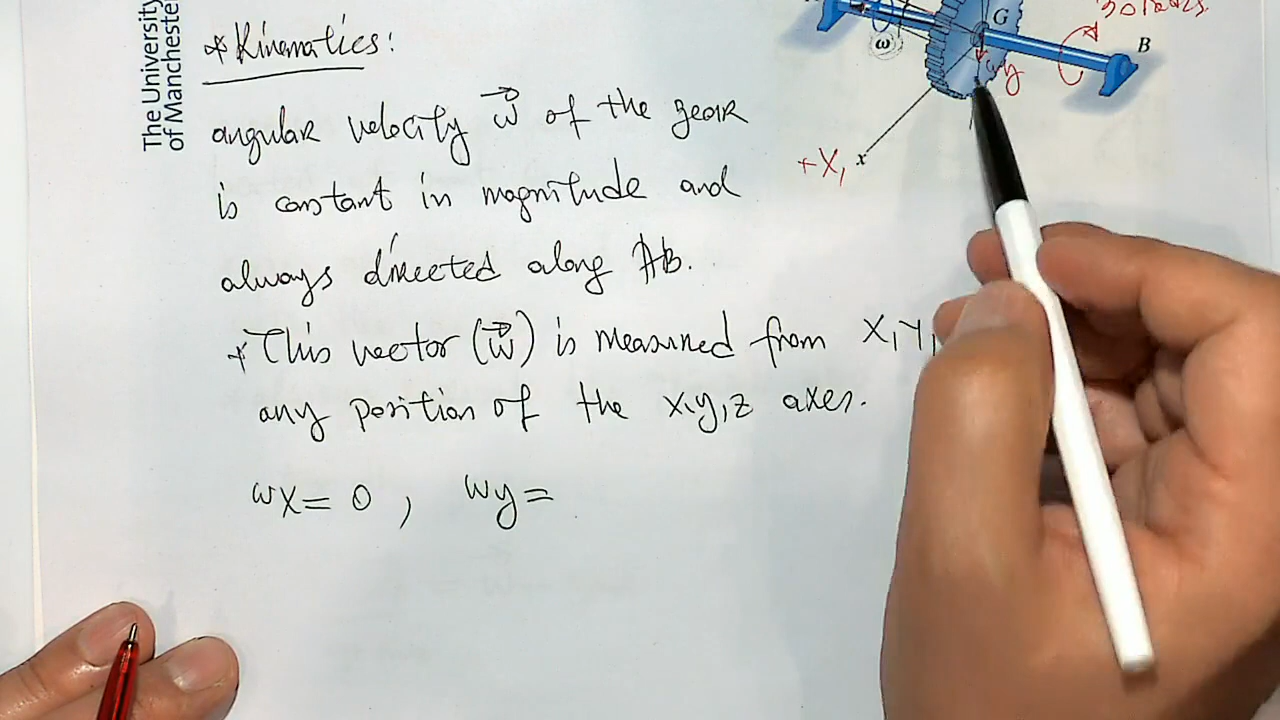 The University
of Manchester
* Kinematics:
angular velocity ω of the gear
is constant in magnitude and
always directed along AB.
* This vector (ω) is measured from X, Y,
any position of the x, y, z axes.
ωx = 0 , ωy =
ω
G
B
y
+X,
x